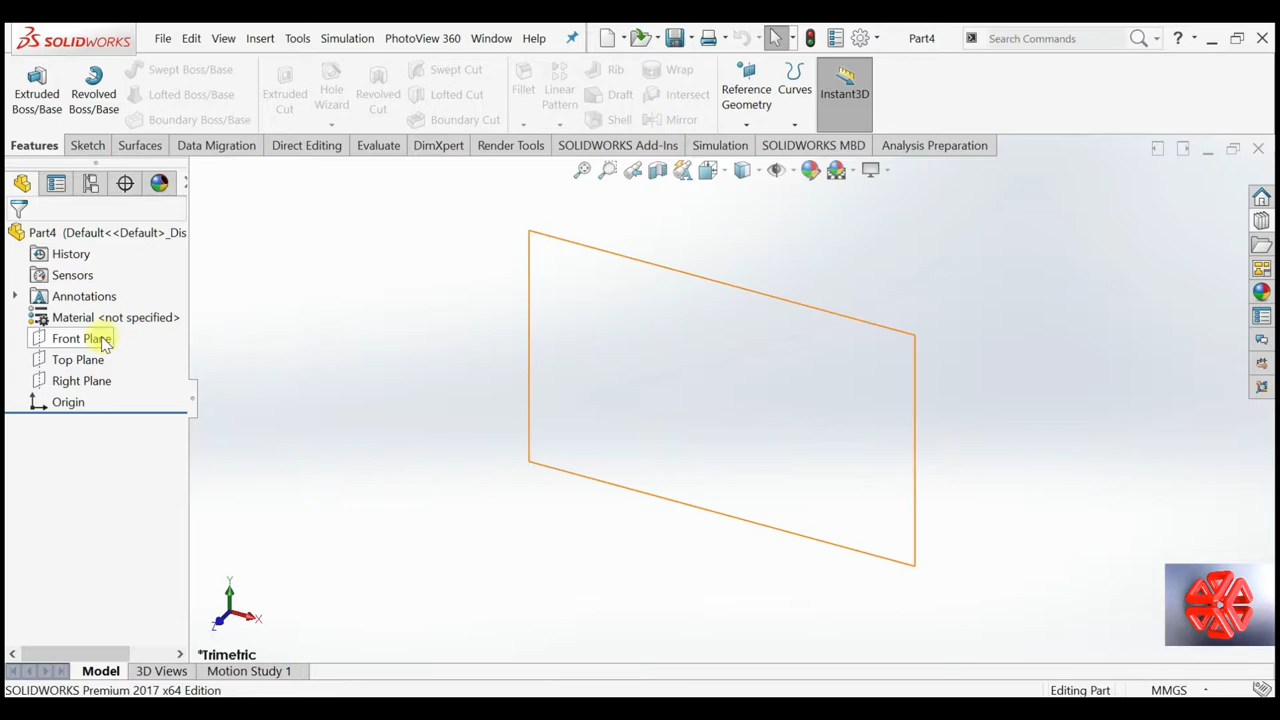 SOLIDWORKS File Edit View Insert Tools Simulation PhotoView 360 Window Help Part4 Search Commands ?
Extruded Boss/Base
Revolved Boss/Base
Swept Boss/Base
Lofted Boss/Base
Boundary Boss/Base
Extruded Cut
Hole Wizard
Revolved Cut
Swept Cut
Lofted Cut
Boundary Cut
Fillet
Linear Pattern
Rib
Draft
Shell
Wrap
Intersect
Mirror
Reference Geometry
Curves
Instant3D
Features Sketch Surfaces Data Migration Direct Editing Evaluate DimXpert Render Tools SOLIDWORKS Add-Ins Simulation SOLIDWORKS MBD Analysis Preparation
Part4 (Default<<Default>_Dis
History
Sensors
Annotations
Material <not specified>
Front Plane
Top Plane
Right Plane
Origin
Y
X
Z
*Trimetric
Model 3D Views Motion Study 1
SOLIDWORKS Premium 2017 x64 Edition Editing Part MMGS